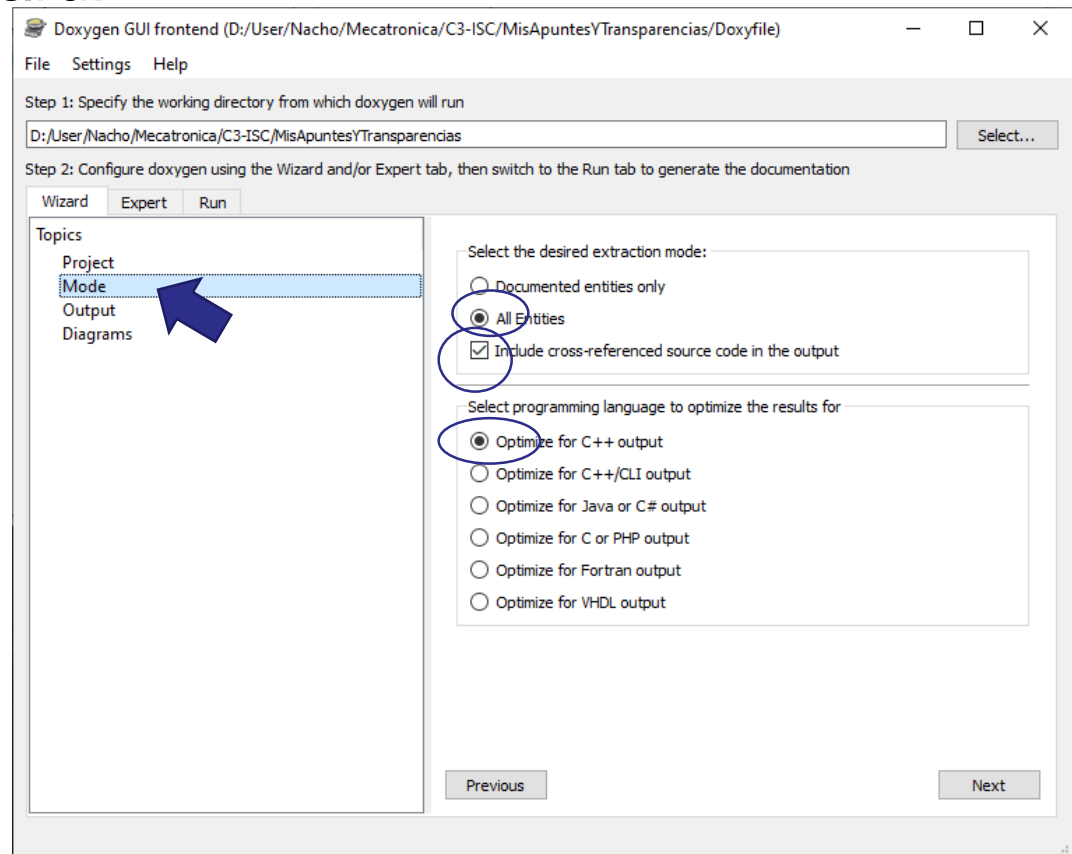 Doxygen GUI frontend (D:/User/Nacho/Mecatronica/C3-ISC/MisApuntesYTransparencias/Doxyfile)
File Settings Help
Step 1: Specify the working directory from which doxygen will run
D:/User/Nacho/Mecatronica/C3-ISC/MisApuntesYTransparencias
Select...
Step 2: Configure doxygen using the Wizard and/or Expert tab, then switch to the Run tab to generate the documentation
Wizard Expert Run
Topics
Project
Mode
Output
Diagrams
Select the desired extraction mode:
Documented entities only
All Entities
Include cross-referenced source code in the output
Select programming language to optimize the results for
Optimize for C++ output
Optimize for C++/CLI output
Optimize for Java or C# output
Optimize for C or PHP output
Optimize for Fortran output
Optimize for VHDL output
Previous
Next